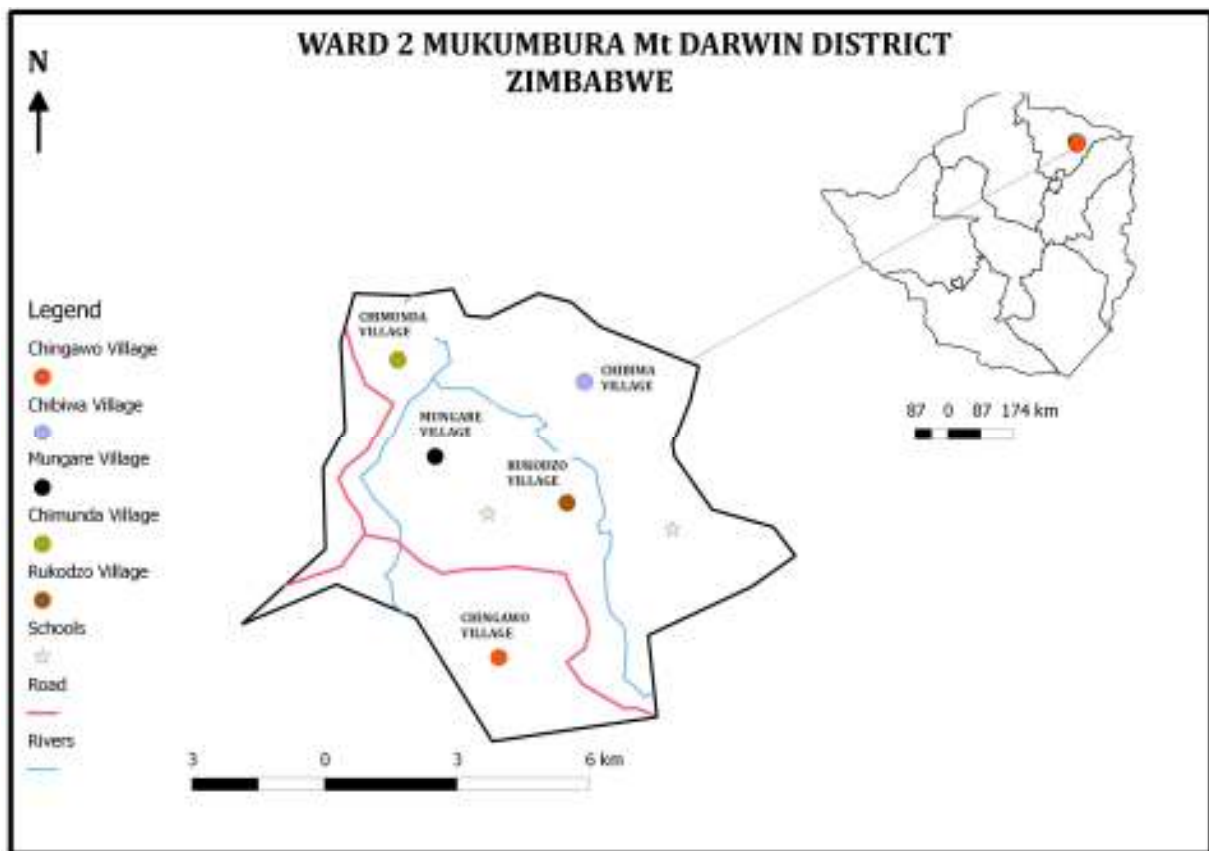 WARD 2 MUKUMBURA Mt DARWIN DISTRICT
ZIMBABWE
N
Legend
Chingawo Village
Chibiwa Village
Mungare Village
Chimunda Village
Rukodzo Village
Schools
Road
Rivers
CHIMUNDA
VILLAGE
CHIBIWA
VILLAGE
MUNGARE
VILLAGE
RUKODZO
VILLAGE
CHINGAWO
VILLAGE
87 0 87 174 km
3 0 3 6 km